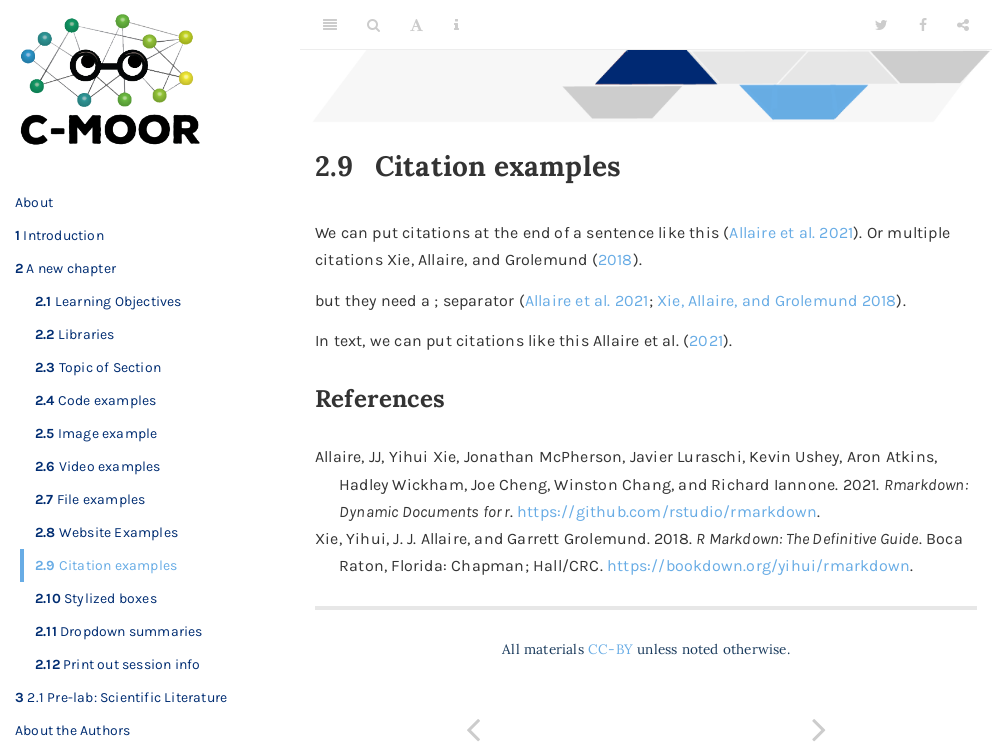 C-MOOR
About
1 Introduction
2 A new chapter
2.1 Learning Objectives
2.2 Libraries
2.3 Topic of Section
2.4 Code examples
2.5 Image example
2.6 Video examples
2.7 File examples
2.8 Website Examples
2.9 Citation examples
2.10 Stylized boxes
2.11 Dropdown summaries
2.12 Print out session info
3 2.1 Pre-lab: Scientific Literature
About the Authors
A
2.9 Citation examples
We can put citations at the end of a sentence like this (Allaire et al. 2021). Or multiple
citations Xie, Allaire, and Grolemund (2018).
but they need a ; separator (Allaire et al. 2021; Xie, Allaire, and Grolemund 2018).
In text, we can put citations like this Allaire et al. (2021).
References
Allaire, JJ, Yihui Xie, Jonathan McPherson, Javier Luraschi, Kevin Ushey, Aron Atkins,
Hadley Wickham, Joe Cheng, Winston Chang, and Richard Iannone. 2021. Rmarkdown:
Dynamic Documents for r. https://github.com/rstudio/rmarkdown.
Xie, Yihui, J. J. Allaire, and Garrett Grolemund. 2018. R Markdown: The Definitive Guide. Boca
Raton, Florida: Chapman; Hall/CRC. https://bookdown.org/yihui/rmarkdown.
All materials CC-BY unless noted otherwise.